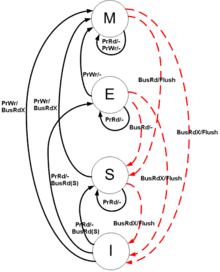 M
PrRd/-
PrWr/-
PrWr/-
BusRd/Flush
PrWr/
BusRdX
PrWr/
BusRdX
E
PrRd/-
BusRd/-
BusRdX/Flush
PrRd/-
BusRd(S)
S
BusRdX/Flush
PrRd/-
BusRdX/Flush
PrRd/-
BusRd(S)
I